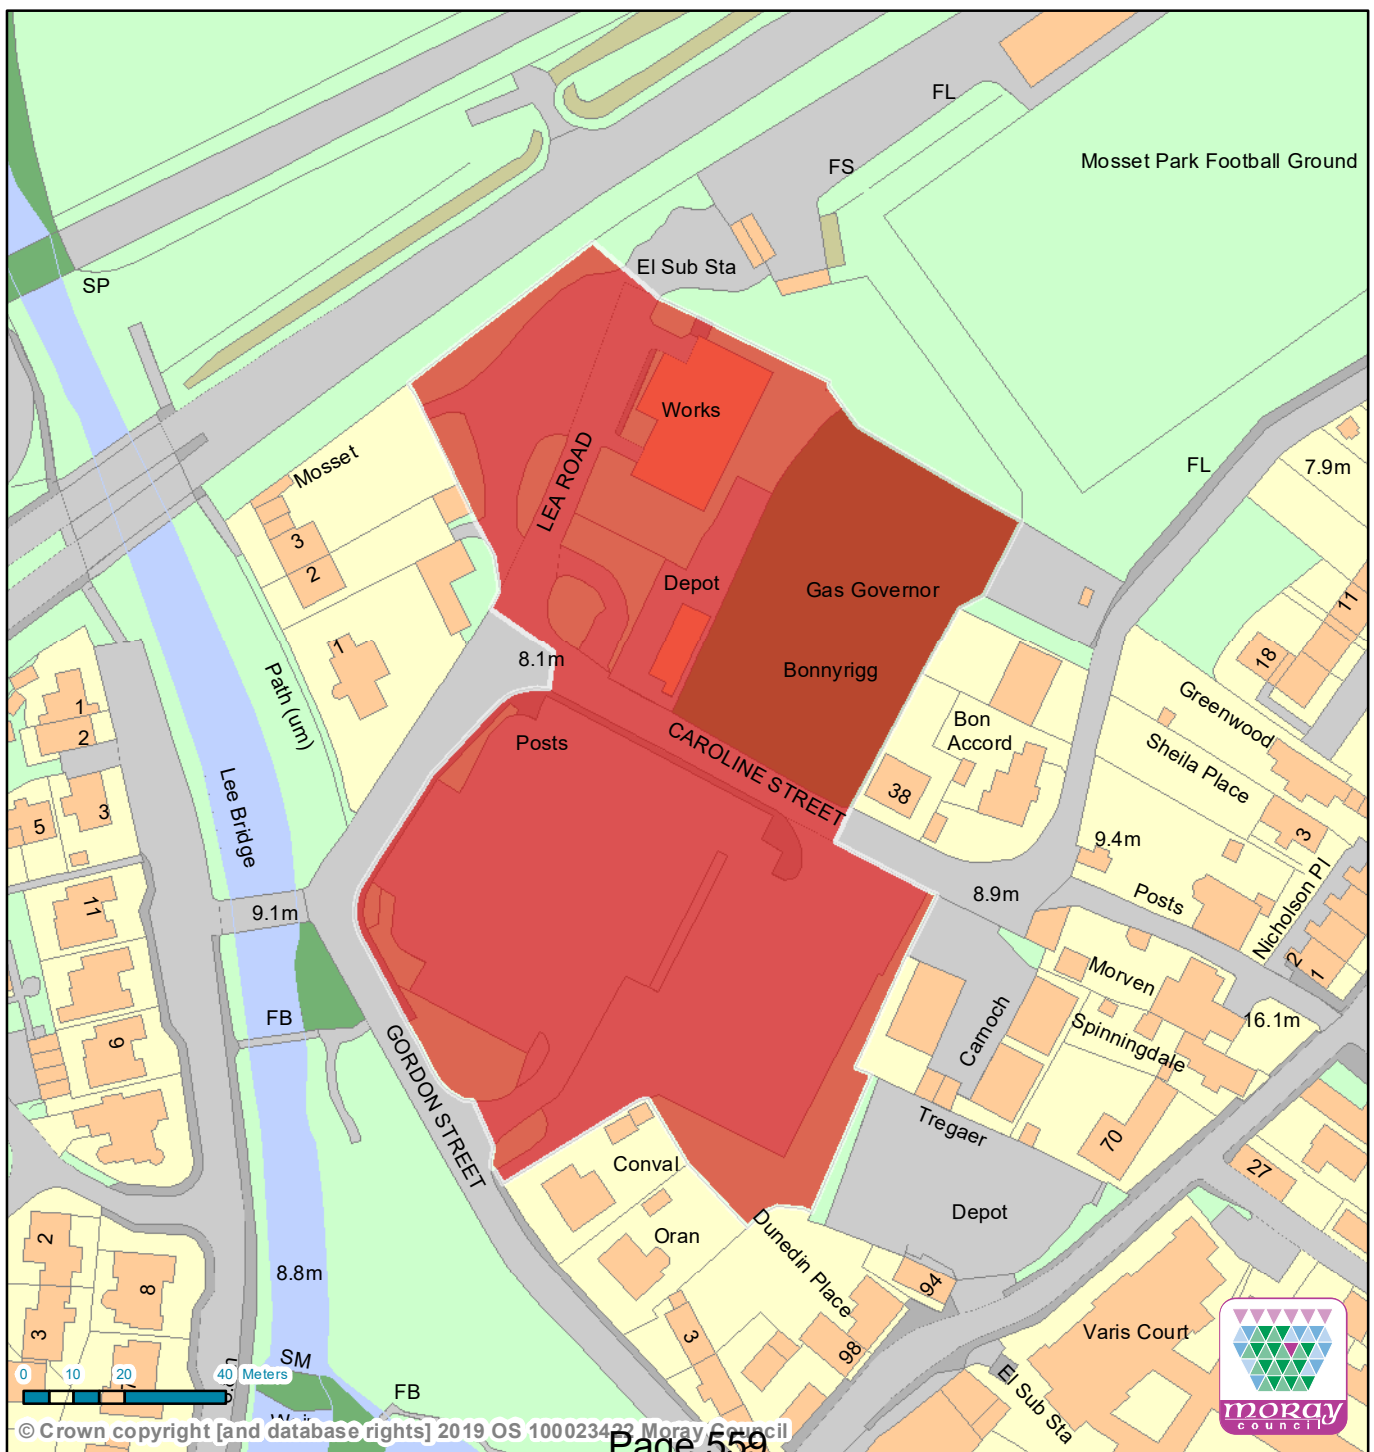 FL
FS
Mosset Park Football Ground
El Sub Sta
SP
Works
Mosset
LEA ROAD
FL
7.9m
3
2
Depot
Gas Governor
11
1
8.1m
Bonnyrigg
18
Path (um)
1
2
Posts
CAROLINE STREET
Bon
Accord
Greenwood
Sheila Place
38
3
5
Lee Bridge
9.4m
3
11
9.1m
8.9m
Posts
Nicholson Pl
2
1
Morven
FB
Carnoch
Spinningdale
16.1m
9
GORDON STREET
Tregaer
70
Conval
27
Depot
Oran
Dunedin Place
2
8.8m
8
94
3
3
98
Varis Court
SM
El Sub Sta
FB
0 10 20 40 Meters
moray
council
© Crown copyright [and database rights] 2019 OS 100023422 Moray Council
Page 559